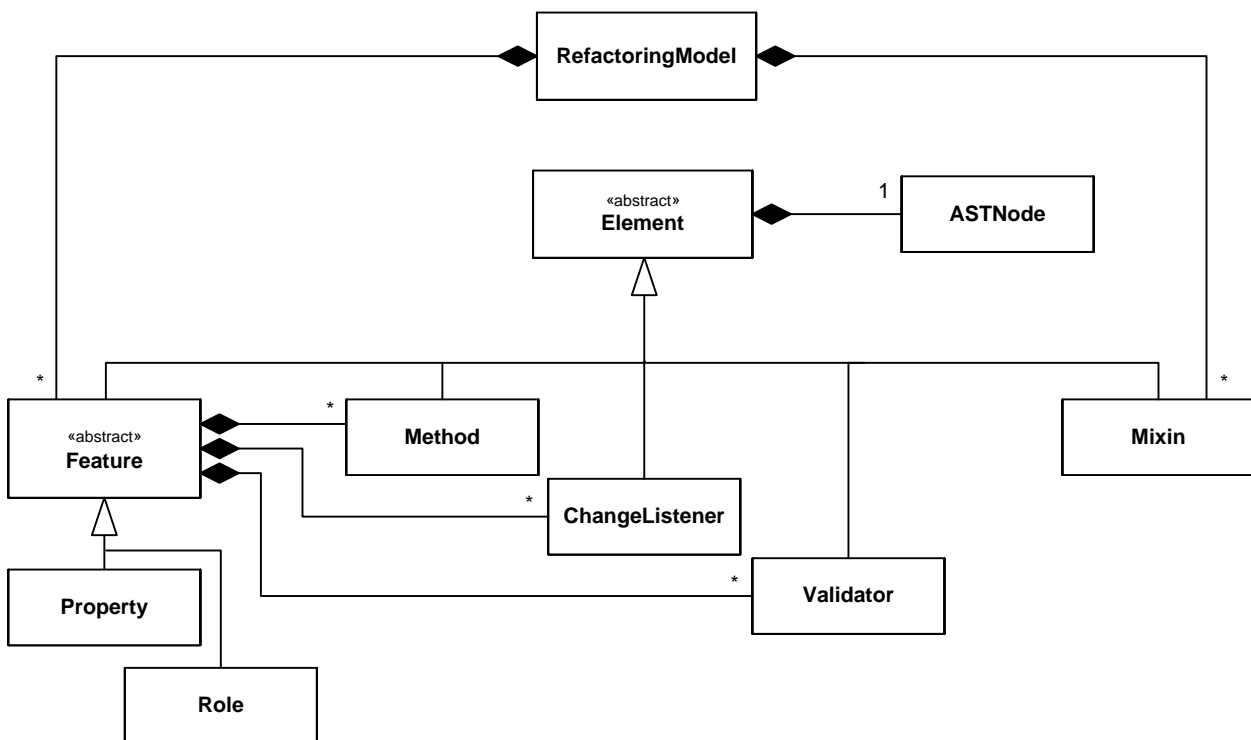 RefactoringModel
«abstract»
Element
1
ASTNode
*
*
«abstract»
Feature
*
Method
Mixin
*
ChangeListener
*
Validator
Property
Role